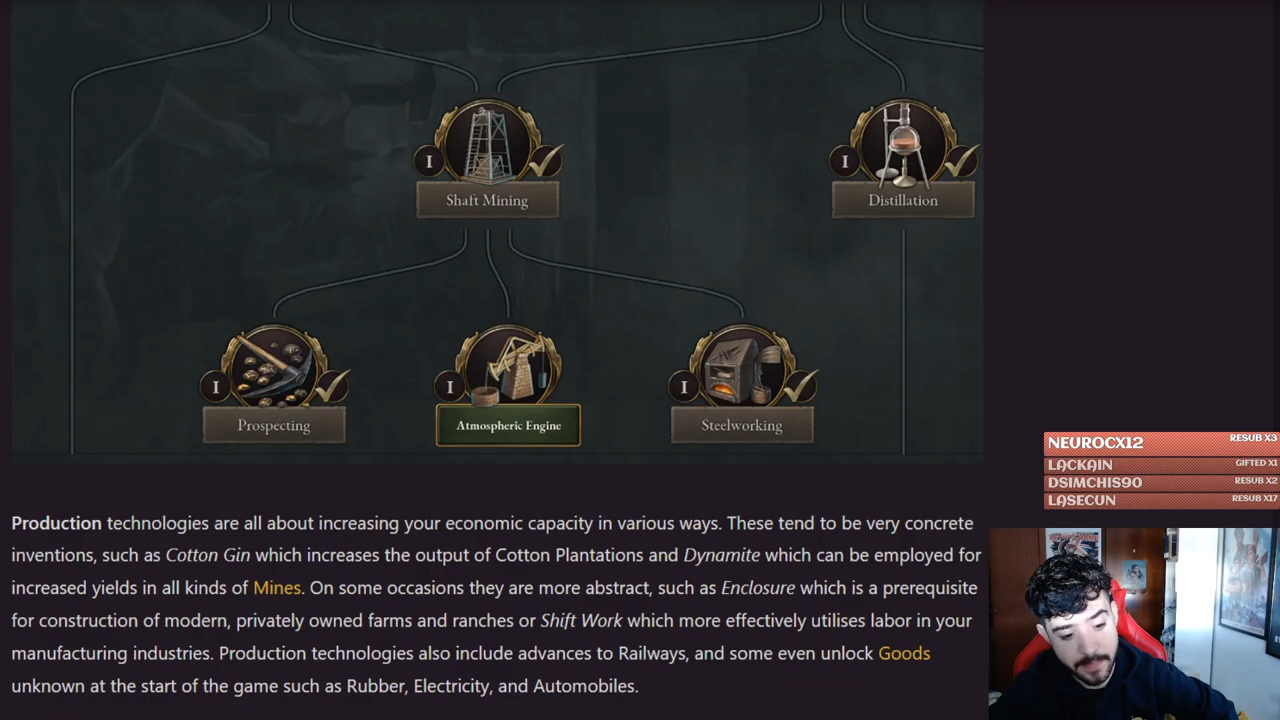 I
Shaft Mining
I
Distillation
I
Prospecting
I
Atmospheric Engine
I
Steelworking
Production technologies are all about increasing your economic capacity in various ways. These tend to be very concrete
inventions, such as Cotton Gin which increases the output of Cotton Plantations and Dynamite which can be employed for
increased yields in all kinds of Mines. On some occasions they are more abstract, such as Enclosure which is a prerequisite
for construction of modern, privately owned farms and ranches or Shift Work which more effectively utilises labor in your
manufacturing industries. Production technologies also include advances to Railways, and some even unlock Goods
unknown at the start of the game such as Rubber, Electricity, and Automobiles.
NEUROCX12 RESUB X3
LACKAIN GIFTED X1
DSIMCHIS90 RESUB X2
LASECUN RESUB X17